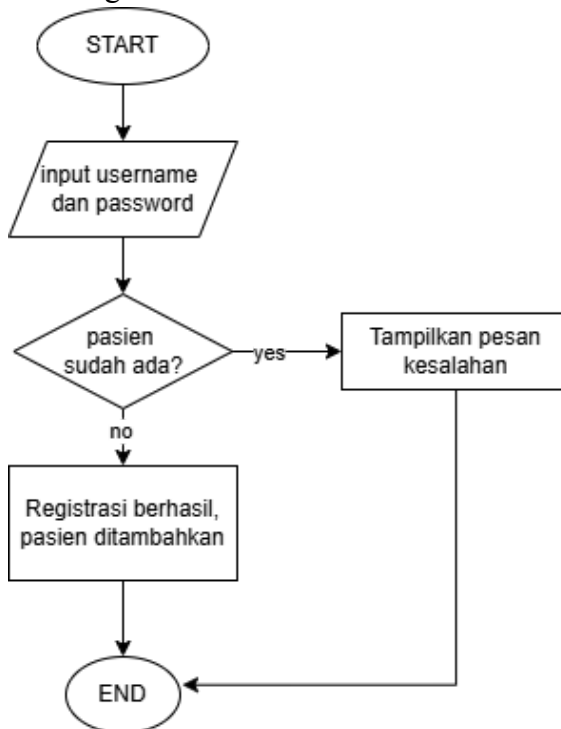 START
input username
dan password
pasien
sudah ada?
yes
Tampilkan pesan
kesalahan
no
Registrasi berhasil,
pasien ditambahkan
END